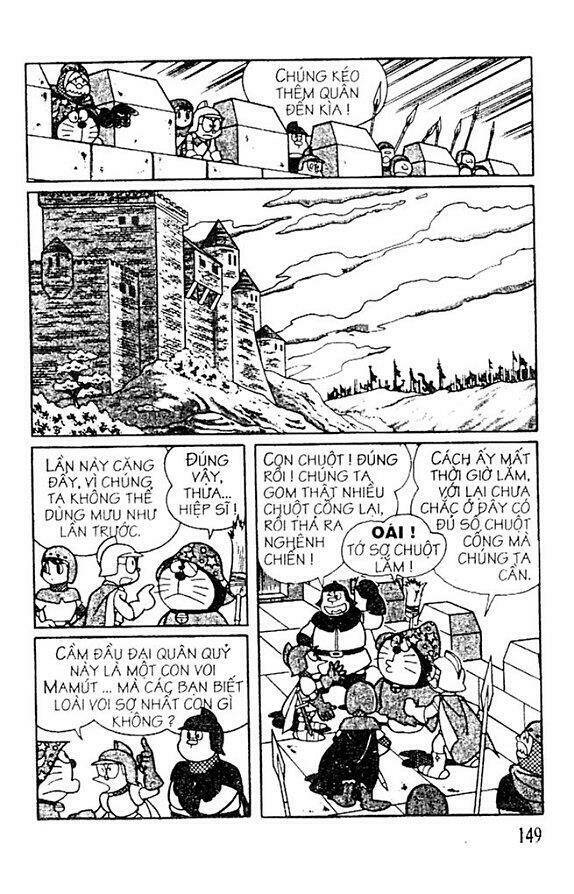 CHÚNG KÉO
THÊM QUÂN
ĐẾN KÌA !
LẦN NÀY CĂNG
ĐẤY, VÌ CHÚNG
TA KHÔNG THỂ
DÙNG MƯU NHƯ
LẦN TRƯỚC.
ĐÚNG
VẬY,
THƯA...
HIỆP SĨ !
CẦM ĐẦU ĐẠI QUÂN QUỶ
NÀY LÀ MỘT CON VOI
MAMÚT ... MÀ CÁC BẠN BIẾT
LOÀI VOI SỢ NHẤT CON GÌ
KHÔNG ?
CON CHUỘT ! ĐÚNG
RỒI ! CHÚNG TA
GOM THẬT NHIỀU
CHUỘT CỐNG LẠI,
RỒI THẢ RA
NGHÊNH
CHIẾN !
OÁI !
TỚ SỢ CHUỘT
LẮM !
CÁCH ẤY MẤT
THỜI GIỜ LẮM,
VỚI LẠI CHƯA
CHẮC Ở ĐÂY CÓ
ĐỦ SỐ CHUỘT
CỐNG MÀ
CHÚNG TA
CẦN.
149